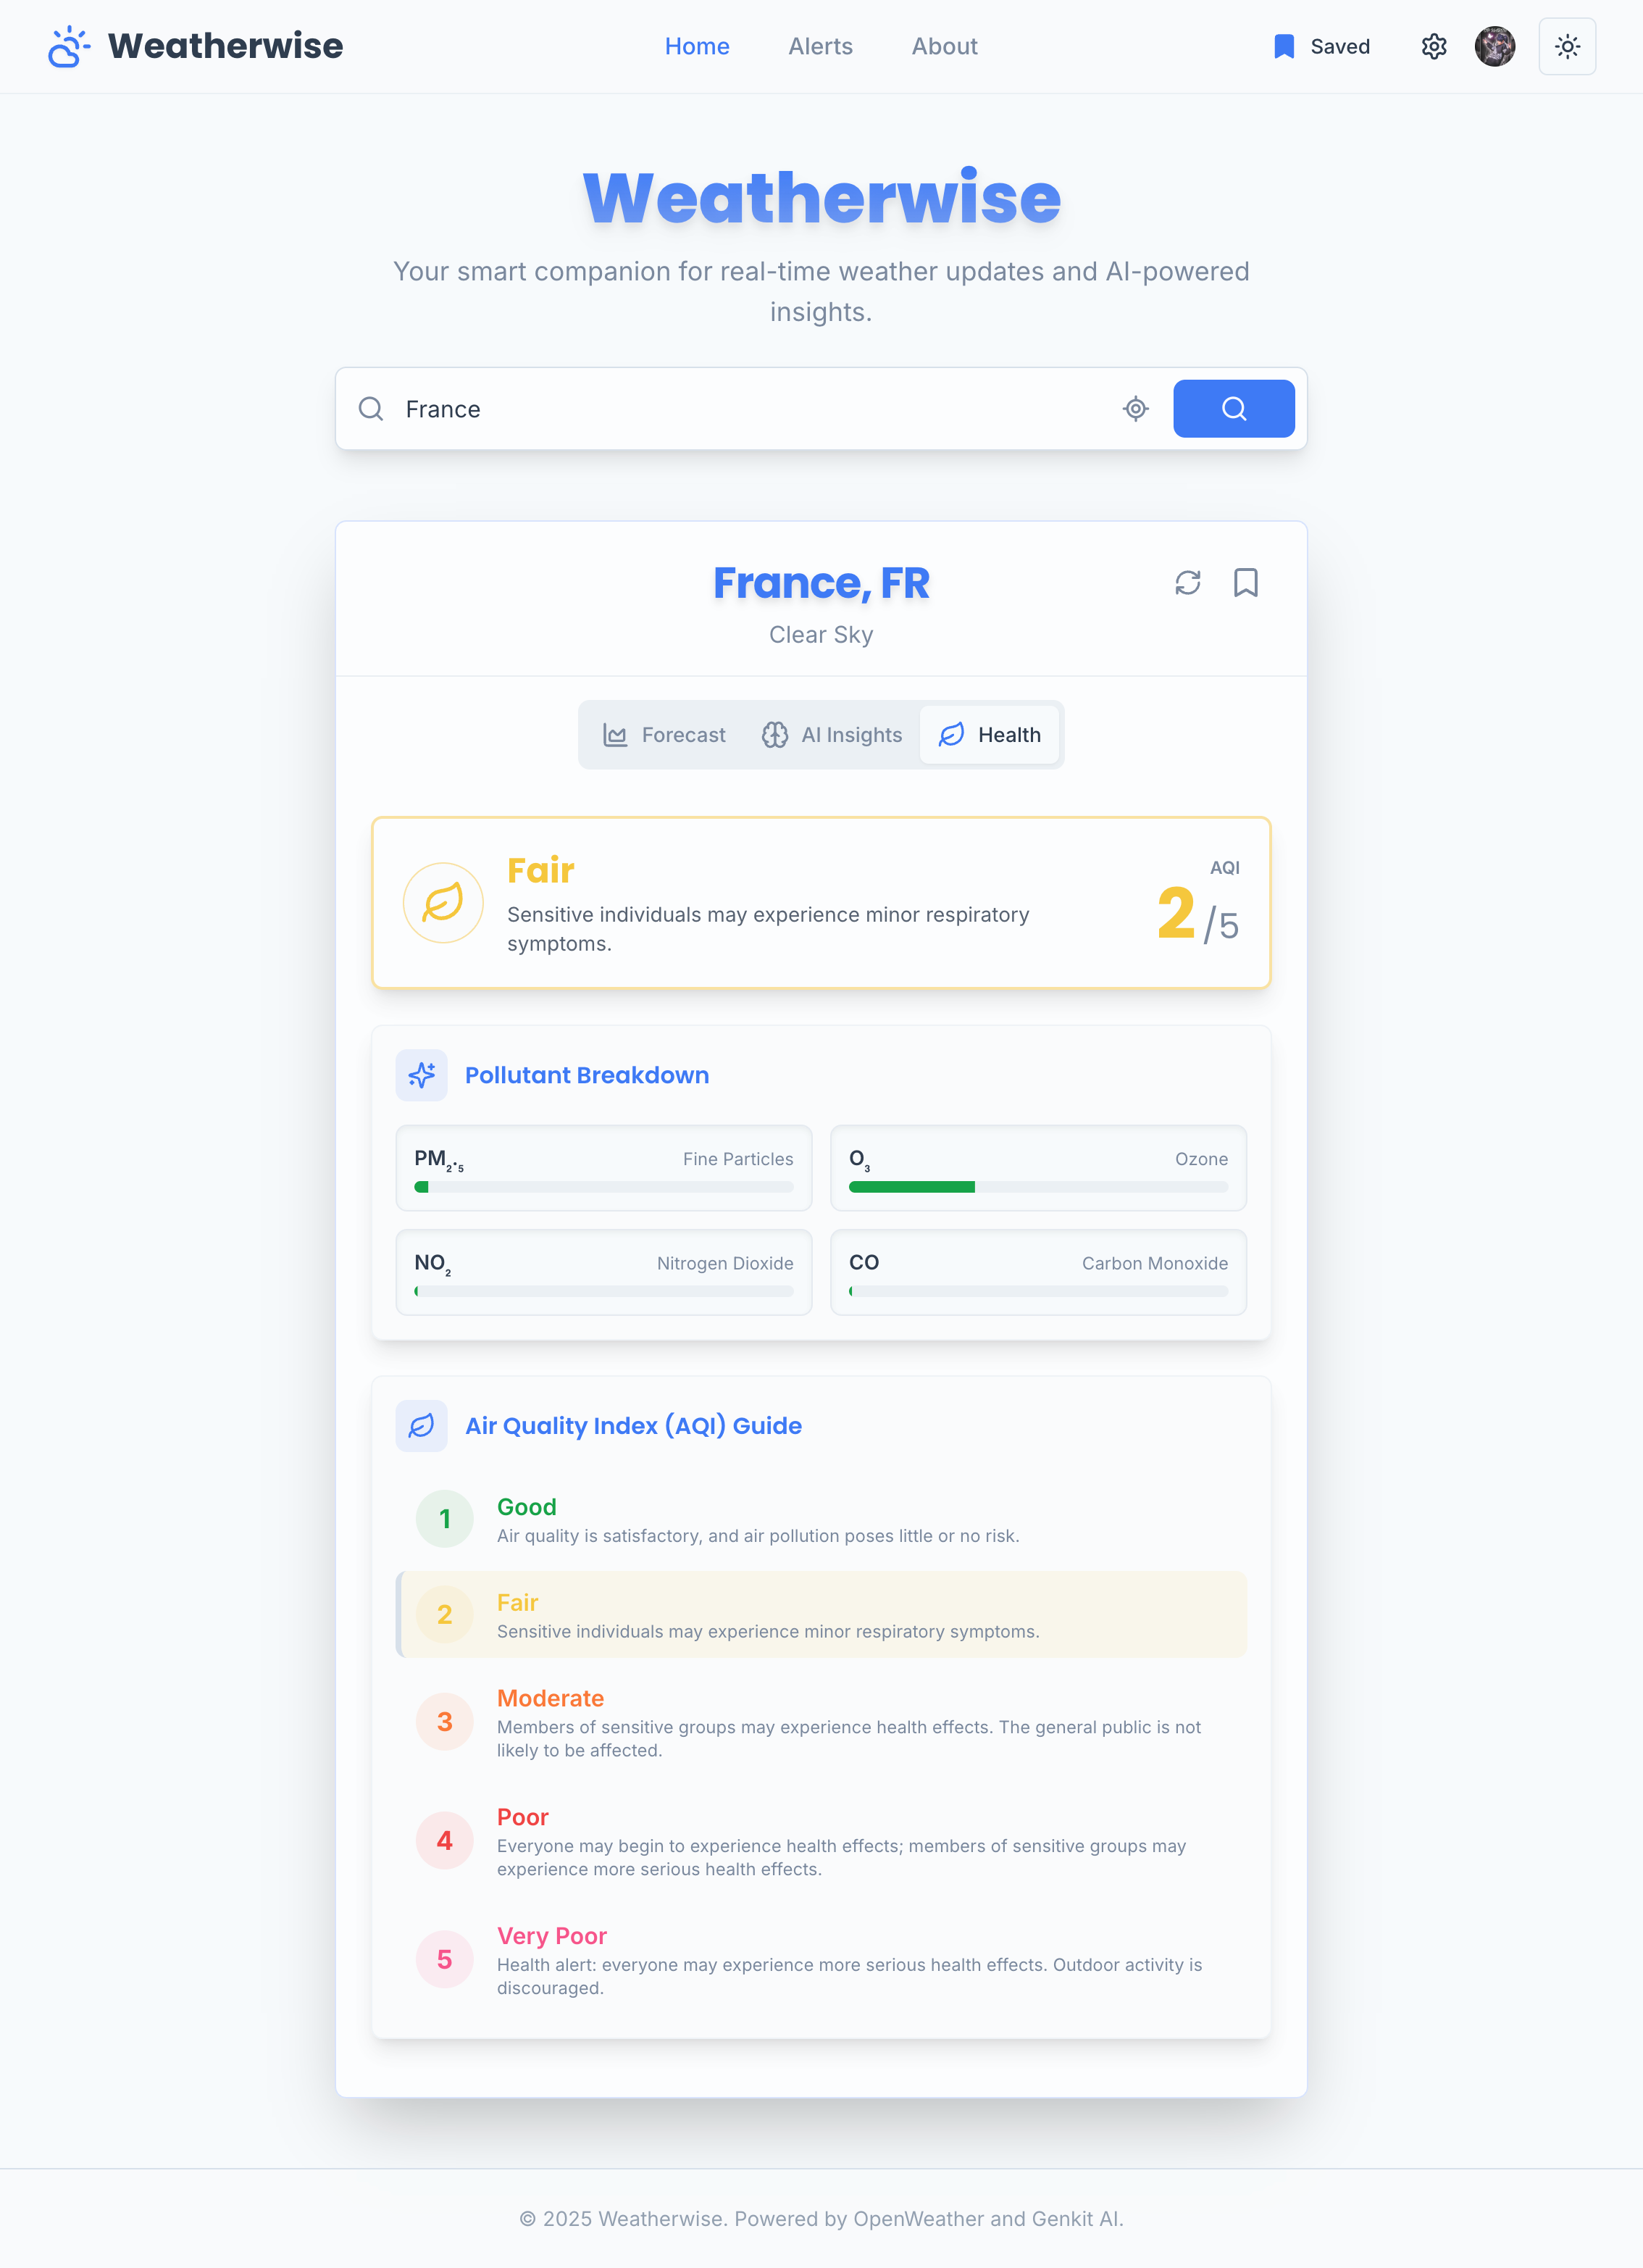 Weatherwise
Home
Alerts
About
Saved
Weatherwise
Your smart companion for real-time weather updates and AI-powered
insights.
France
France, FR
Clear Sky
Forecast
AI Insights
Health
Fair
Sensitive individuals may experience minor respiratory
symptoms.
AQI
2/5
Pollutant Breakdown
PM₂.₅
Fine Particles
O₃
Ozone
NO₂
Nitrogen Dioxide
CO
Carbon Monoxide
Air Quality Index (AQI) Guide
1
Good
Air quality is satisfactory, and air pollution poses little or no risk.
2
Fair
Sensitive individuals may experience minor respiratory symptoms.
3
Moderate
Members of sensitive groups may experience health effects. The general public is not
likely to be affected.
4
Poor
Everyone may begin to experience health effects; members of sensitive groups may
experience more serious health effects.
5
Very Poor
Health alert: everyone may experience more serious health effects. Outdoor activity is
discouraged.
© 2025 Weatherwise. Powered by OpenWeather and Genkit AI.